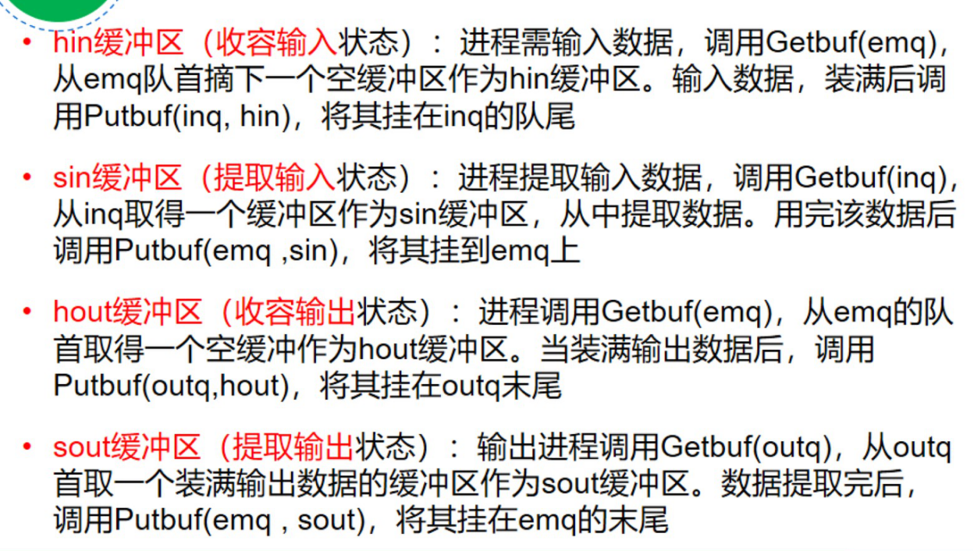 • hin缓冲区（收容输入状态）：进程需输入数据，调用Getbuf(emq)，
从emq队首摘下一个空缓冲区作为hin缓冲区。输入数据，装满后调
用Putbuf(inq, hin)，将其挂在inq的队尾
• sin缓冲区（提取输入状态）：进程提取输入数据，调用Getbuf(inq)，
从inq取得一个缓冲区作为sin缓冲区，从中提取数据。用完该数据后
调用Putbuf(emq ,sin)，将其挂到emq上
• hout缓冲区（收容输出状态）：进程调用Getbuf(emq)，从emq的队
首取得一个空缓冲作为hout缓冲区。当装满输出数据后，调用
Putbuf(outq,hout)，将其挂在outq末尾
• sout缓冲区（提取输出状态）：输出进程调用Getbuf(outq)，从outq
首取一个装满输出数据的缓冲区作为sout缓冲区。数据提取完后，
调用Putbuf(emq , sout)，将其挂在emq的末尾